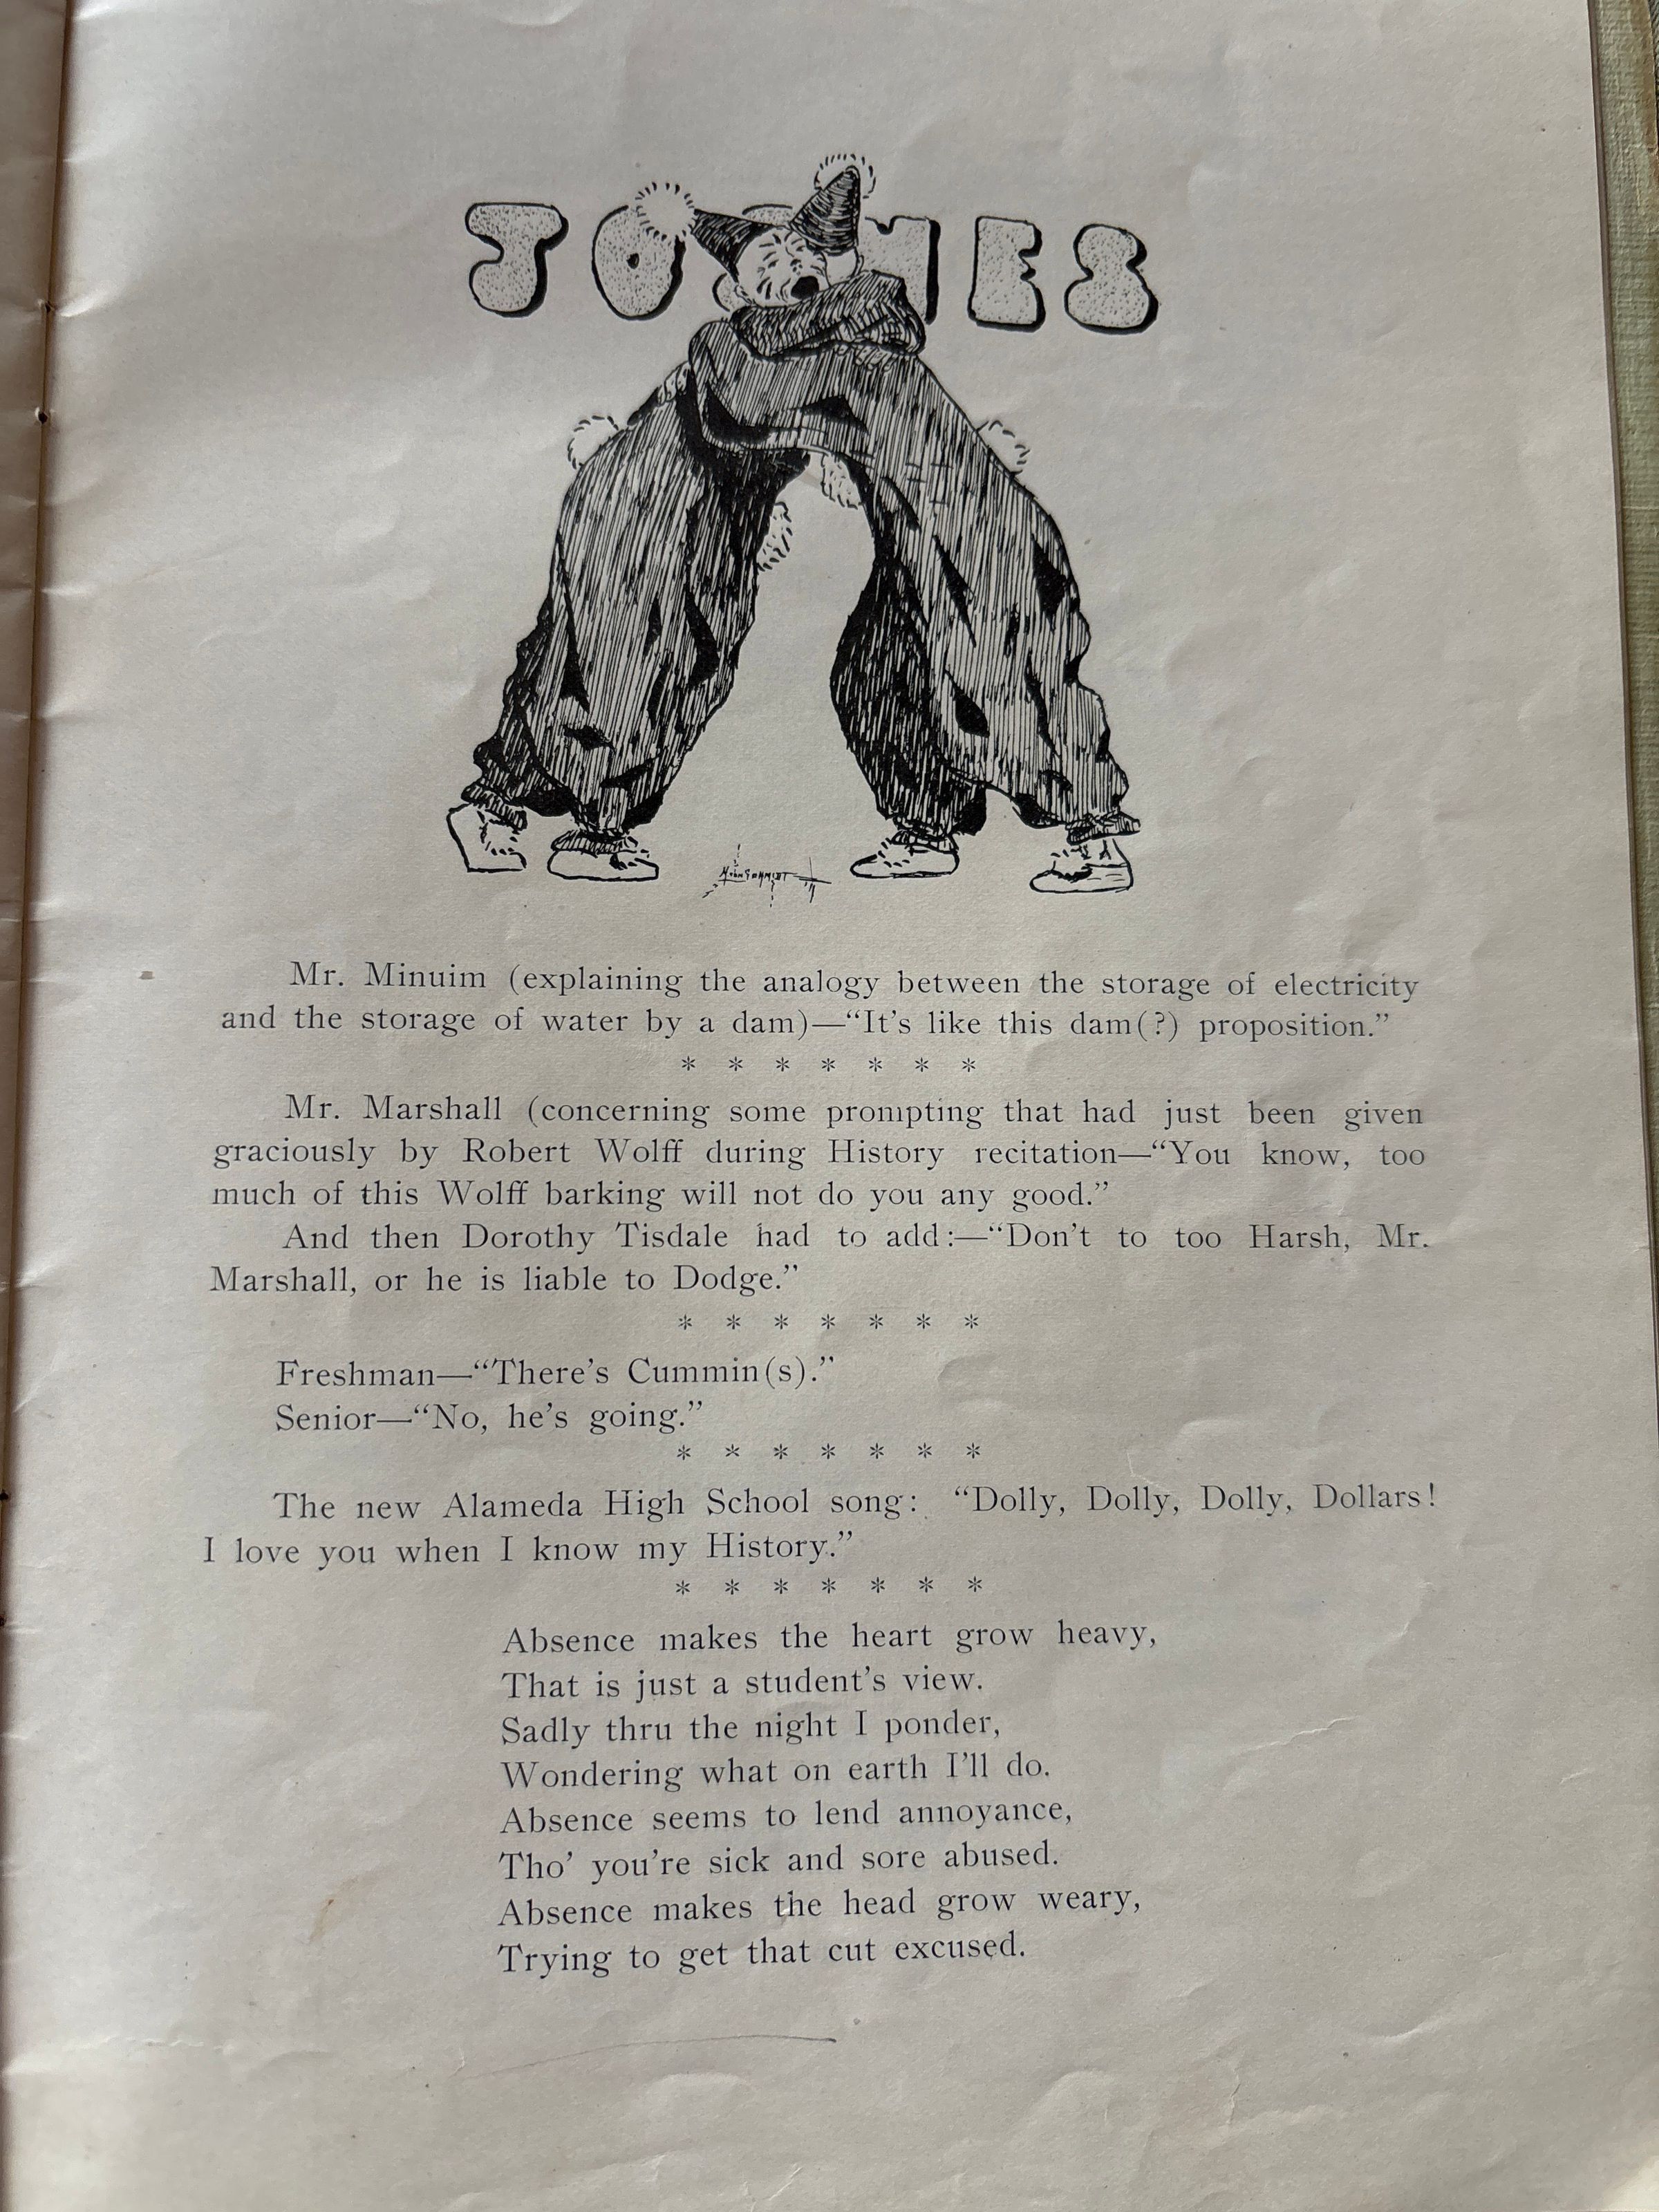 JOSHES
Mr. Minuim (explaining the analogy between the storage of electricity
and the storage of water by a dam)—“It’s like this dam(?) proposition.”
* * * * * * *
Mr. Marshall (concerning some prompting that had just been given
graciously by Robert Wolff during History recitation—“You know, too
much of this Wolff barking will not do you any good.”
And then Dorothy Tisdale had to add:—“Don’t to too Harsh, Mr.
Marshall, or he is liable to Dodge.”
* * * * * * *
Freshman—“There’s Cummin(s).”
Senior—“No, he’s going.”
* * * * * * *
The new Alameda High School song: “Dolly, Dolly, Dolly, Dollars!
I love you when I know my History.”
* * * * * * *
Absence makes the heart grow heavy,
That is just a student’s view.
Sadly thru the night I ponder,
Wondering what on earth I’ll do.
Absence seems to lend annoyance,
Tho’ you’re sick and sore abused.
Absence makes the head grow weary,
Trying to get that cut excused.